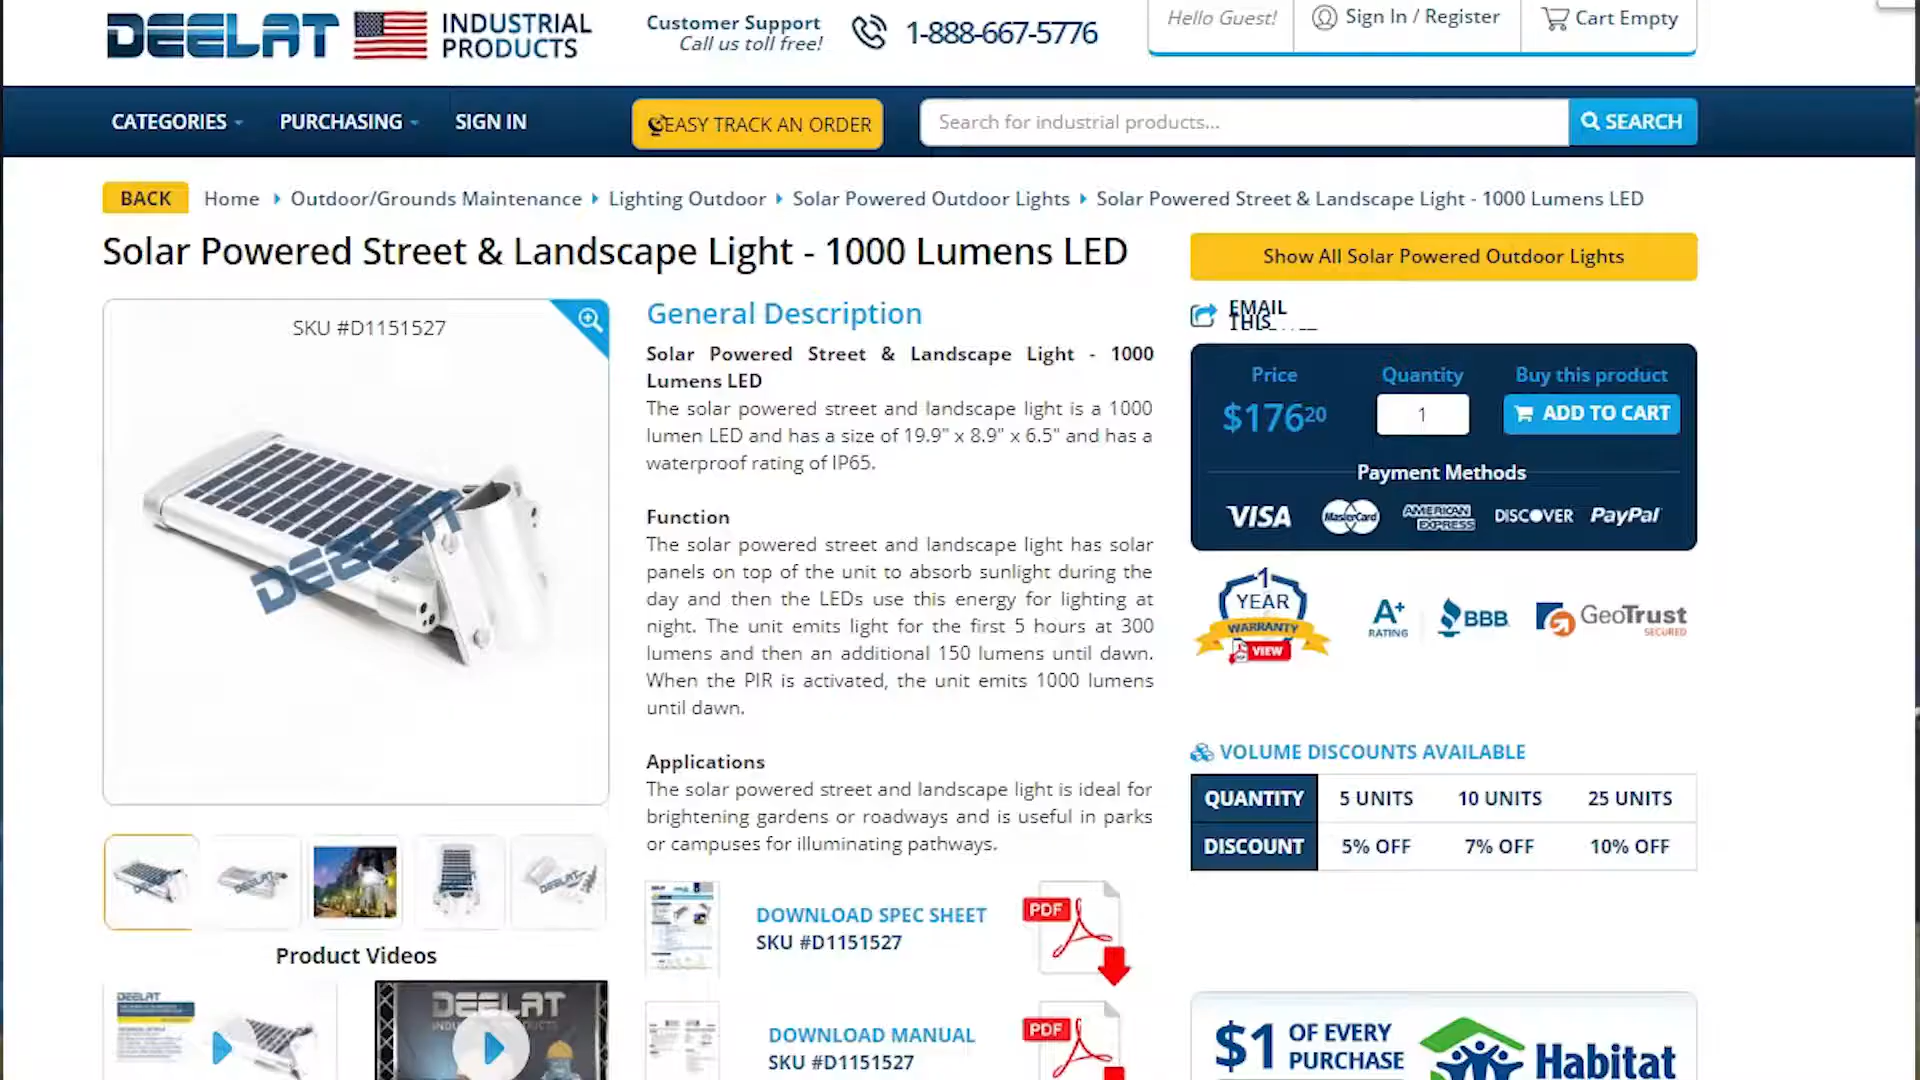 DEELAT INDUSTRIAL PRODUCTS
Customer Support
Call us toll free!
1-888-667-5776
Hello Guest!
Sign In / Register
Cart Empty
CATEGORIES
PURCHASING
SIGN IN
EASY TRACK AN ORDER
Search for industrial products...
SEARCH
BACK
Home
Outdoor/Grounds Maintenance
Lighting Outdoor
Solar Powered Outdoor Lights
Solar Powered Street & Landscape Light - 1000 Lumens LED
Solar Powered Street & Landscape Light - 1000 Lumens LED
Show All Solar Powered Outdoor Lights
SKU #D1151527
DEELAT
General Description
Solar Powered Street & Landscape Light - 1000
Lumens LED
The solar powered street and landscape light is a 1000
lumen LED and has a size of 19.9" x 8.9" x 6.5" and has a
waterproof rating of IP65.
Function
The solar powered street and landscape light has solar
panels on top of the unit to absorb sunlight during the
day and then the LEDs use this energy for lighting at
night. The unit emits light for the first 5 hours at 300
lumens and then an additional 150 lumens until dawn.
When the PIR is activated, the unit emits 1000 lumens
until dawn.
Applications
The solar powered street and landscape light is ideal for
brightening gardens or roadways and is useful in parks
or campuses for illuminating pathways.
DOWNLOAD SPEC SHEET
SKU #D1151527
PDF
DOWNLOAD MANUAL
SKU #D1151527
PDF
EMAIL
THIS
Price
Quantity
Buy this product
$176 20
1
ADD TO CART
Payment Methods
VISA
MasterCard
AMERICAN EXPRESS
DISCOVER
PayPal
1 YEAR WARRANTY
VIEW
A+ RATING
BBB
GeoTrust SECURED
VOLUME DISCOUNTS AVAILABLE
QUANTITY 5 UNITS 10 UNITS 25 UNITS
DISCOUNT 5% OFF 7% OFF 10% OFF
Product Videos
DEELAT
DEELAT
$1 OF EVERY PURCHASE
Habitat